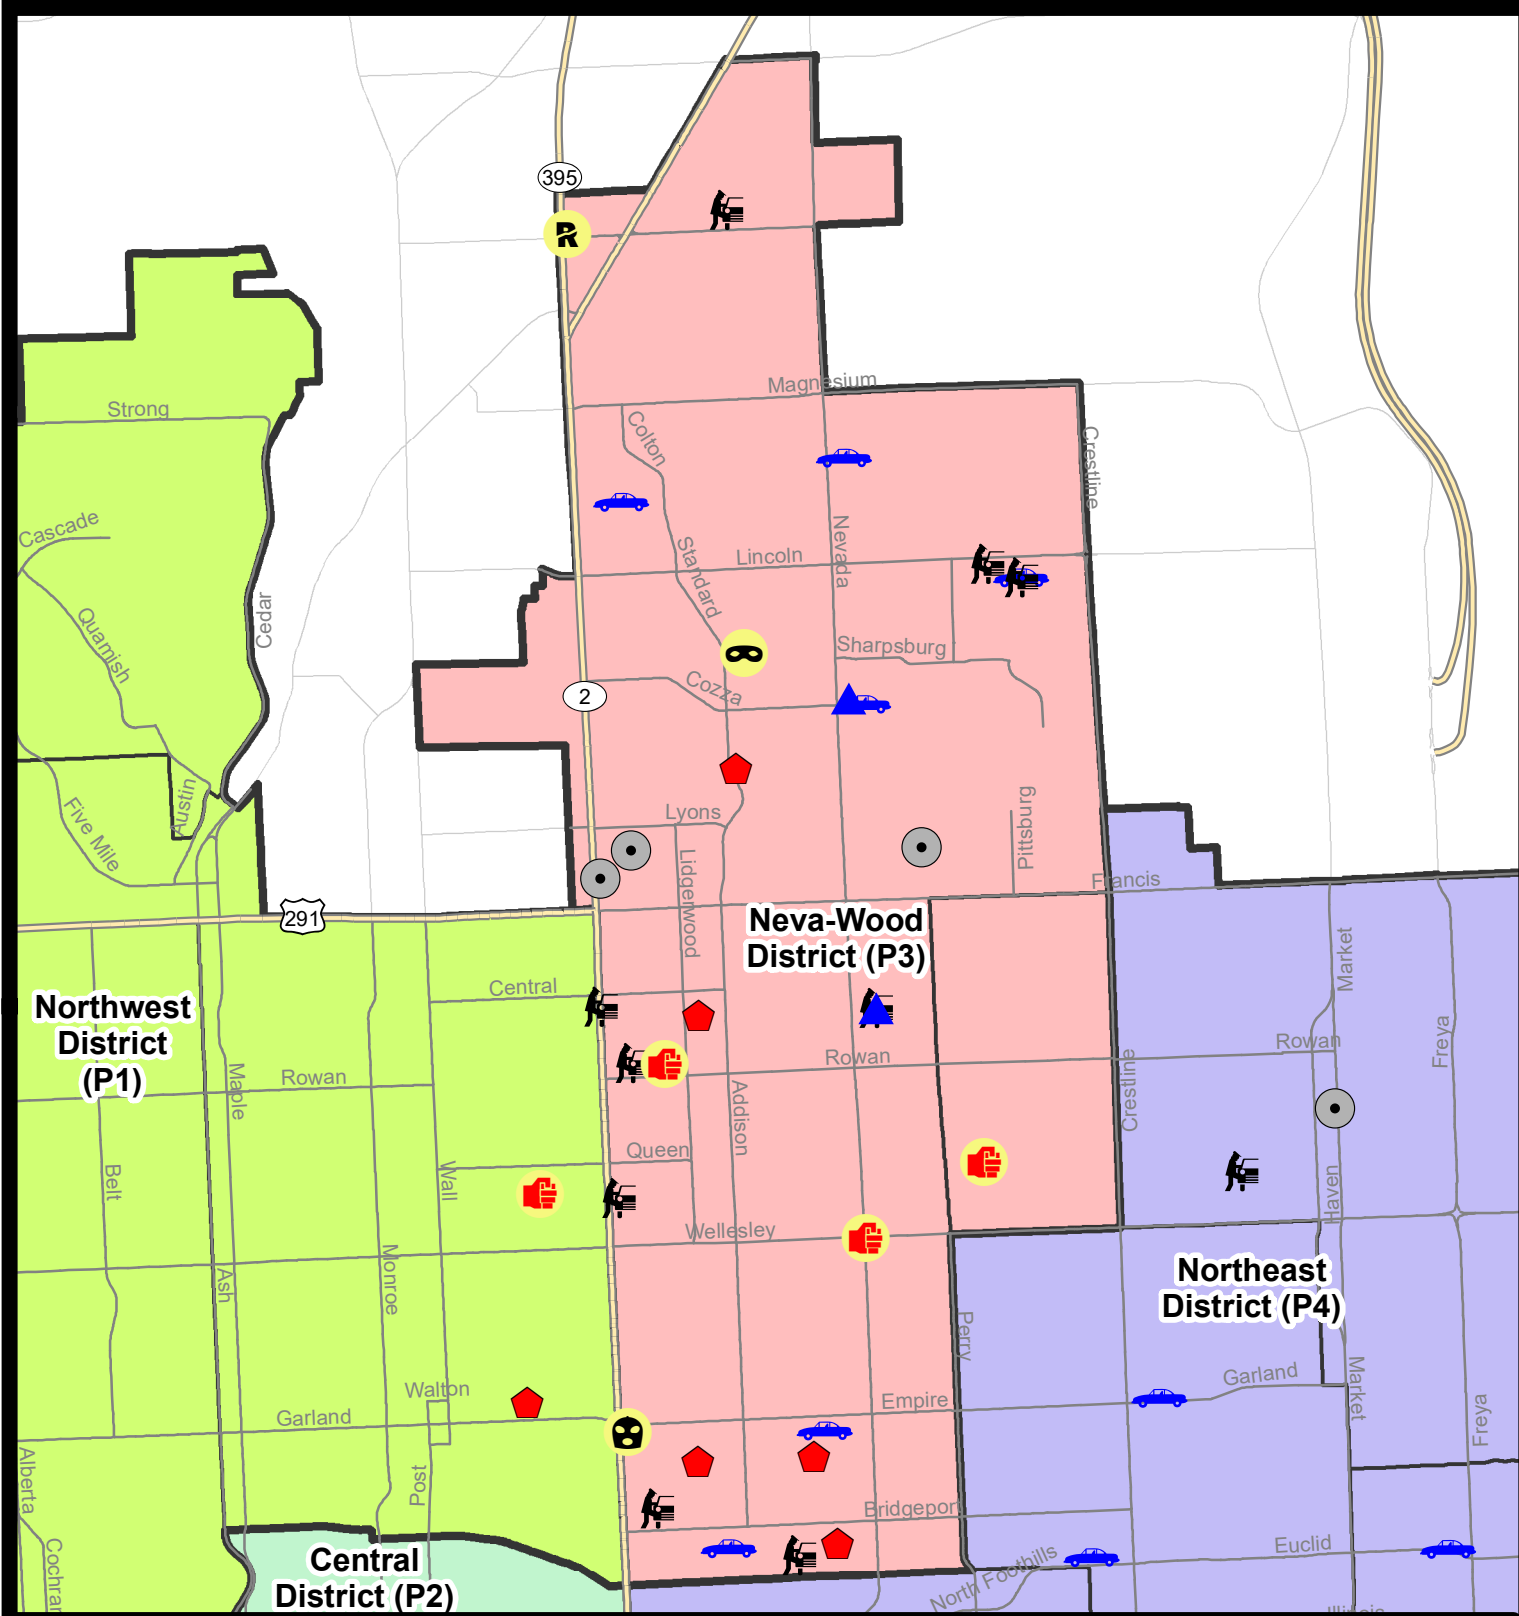 395
R
Magnesium
Strong
Colton
Crestline
Cascade
Nevada
Standard
Lincoln
Quamish
Cedar
Sharpsburg
2
Cozza
Five Mile
Austin
Lyons
Pittsburg
Lidgerwood
Francis
291
Neva-Wood
District (P3)
Market
Central
Northwest
District
(P1)
Freya
Rowan
Rowan
Rowan
Maple
Addison
Crestline
Queen
Belt
Wall
Haven
Wellesley
Monroe
Ash
Northeast
District (P4)
Perry
Walton
Garland
Market
Garland
Empire
Freya
Alberta
Post
Bridgeport
Cochran
Central
District (P2)
Euclid
North Foothills
Illinois